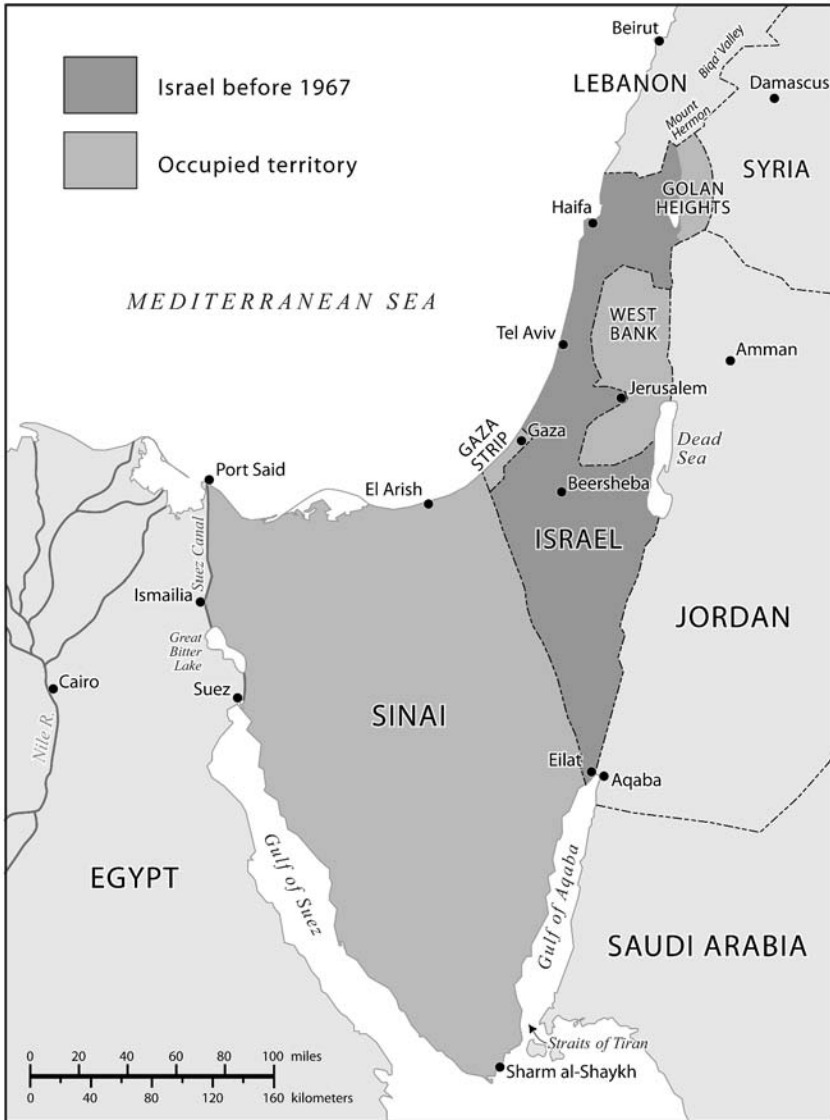 Beirut
LEBANON
Biqa' Valley
Damascus
Mount
Hermon
Israel before 1967
Occupied territory
SYRIA
GOLAN
HEIGHTS
Haifa
MEDITERRANEAN SEA
WEST
BANK
Tel Aviv
Amman
Jerusalem
GAZA
STRIP
Gaza
Dead
Sea
Port Said
El Arish
Beersheba
Suez Canal
ISRAEL
Ismailia
JORDAN
Great
Bitter
Lake
Cairo
Suez
SINAI
Nile R.
Eilat
Aqaba
EGYPT
Gulf of Suez
Gulf of Aqaba
SAUDI ARABIA
Straits of Tiran
Sharm al-Shaykh
0 20 40 60 80 100 miles
0 40 80 120 160 kilometers